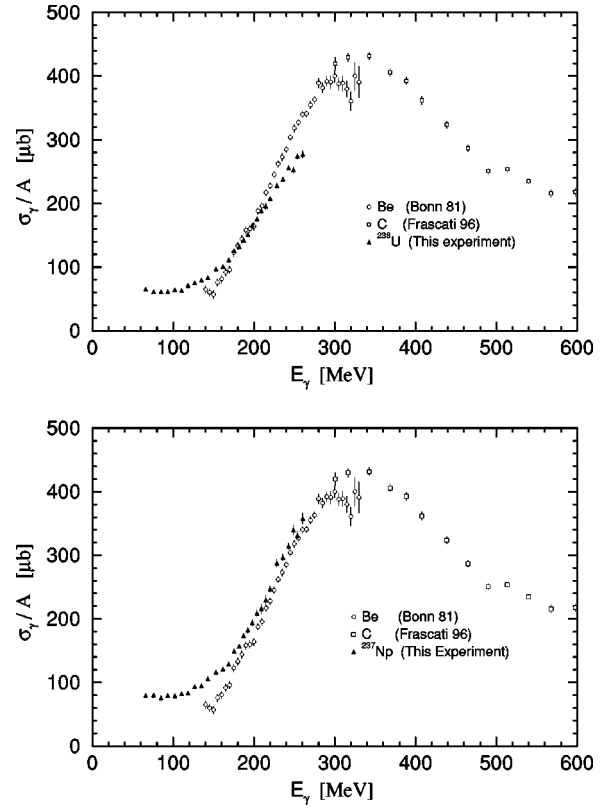 500
400
300
200
100
0
σγ/A [μb]
Be (Bonn 81)
C (Frascati 96)
²³⁸U (This experiment)
0 100 200 300 400 500 600
Eγ [MeV]
500
400
300
200
100
0
σγ/A [μb]
Be (Bonn 81)
C (Frascati 96)
²³⁷Np (This Experiment)
0 100 200 300 400 500 600
Eγ [MeV]